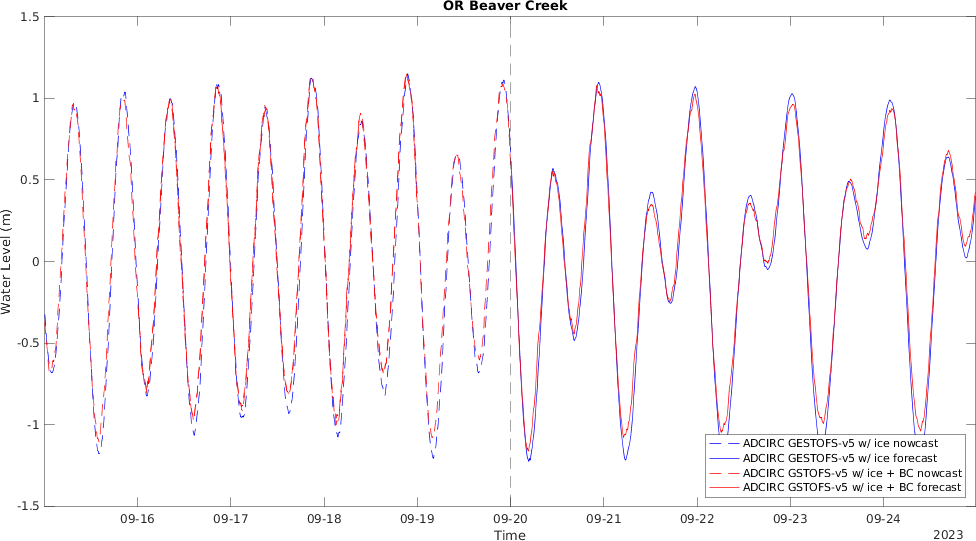 OR Beaver Creek
1.5
1
0.5
0
-0.5
-1
-1.5
Water Level (m)
09-16 09-17 09-18 09-19 09-20 09-21 09-22 09-23 09-24
Time
2023
ADCIRC GESTOFS-v5 w/ ice nowcast
ADCIRC GESTOFS-v5 w/ ice forecast
ADCIRC GSTOFS-v5 w/ ice + BC nowcast
ADCIRC GSTOFS-v5 w/ ice + BC forecast